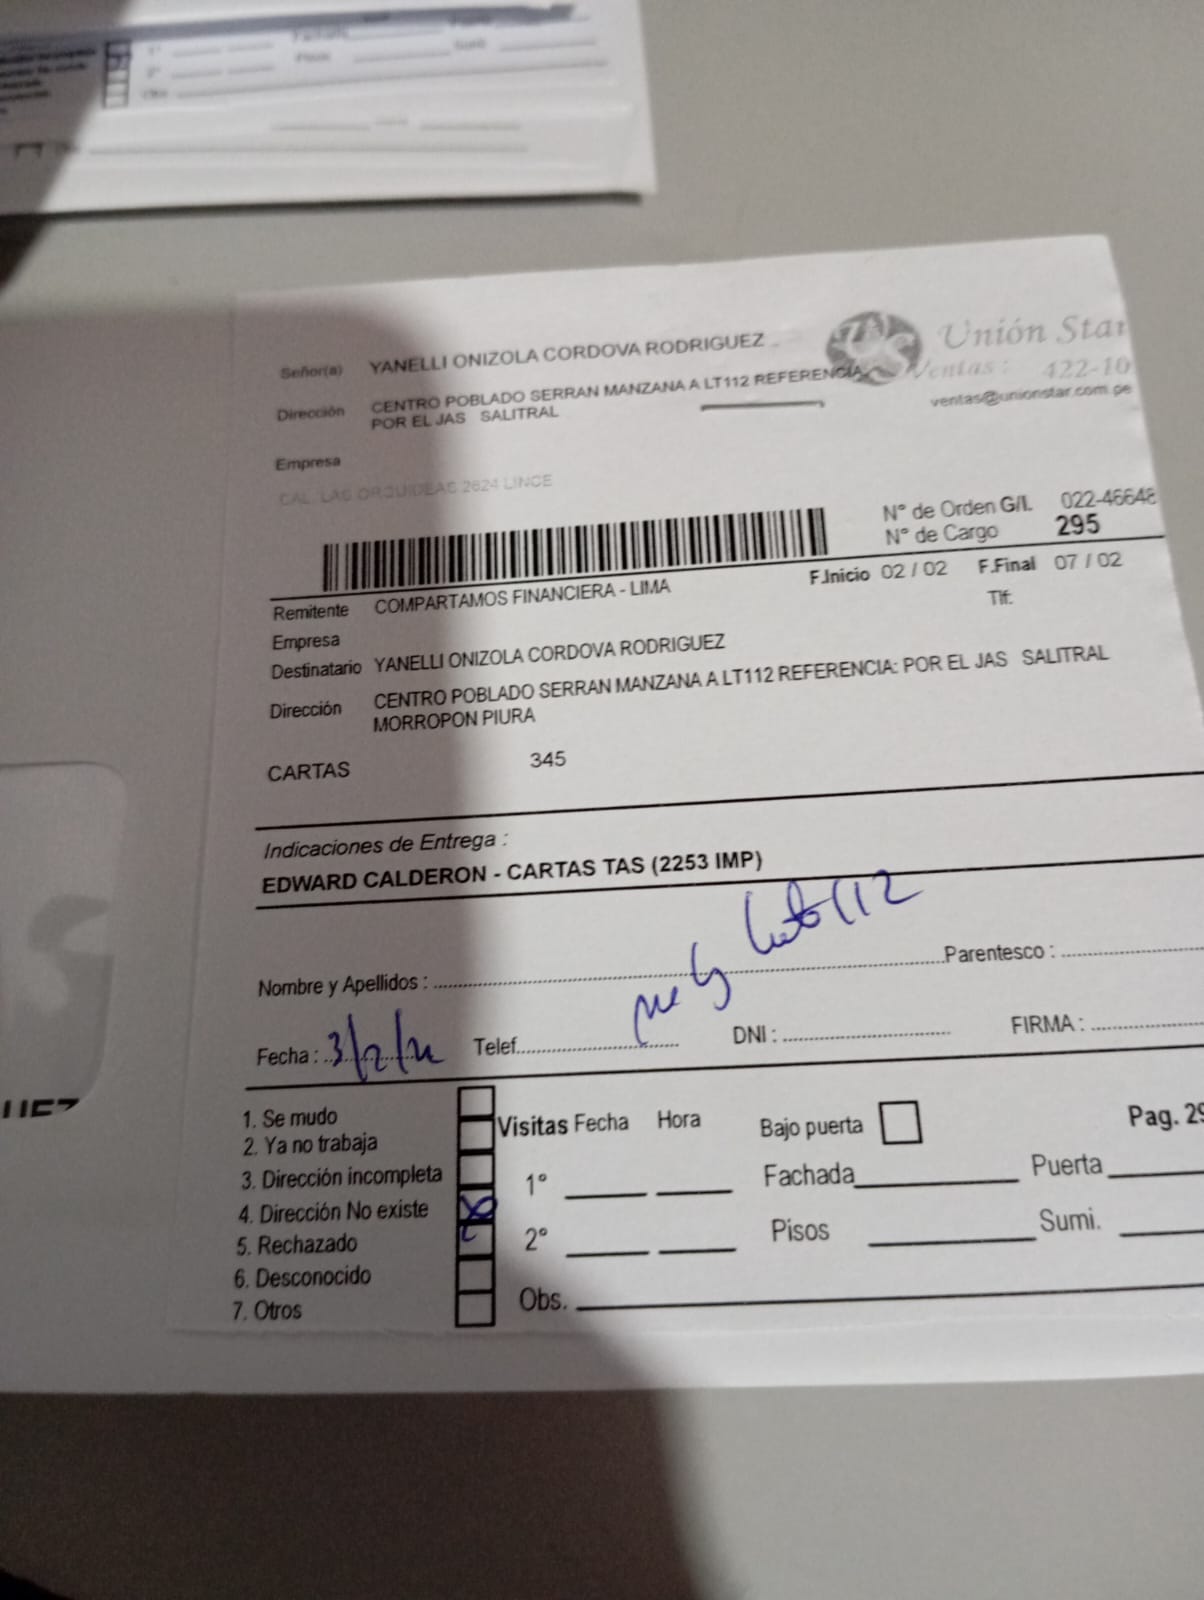 Señor(a) YANELLI ONIZOLA CORDOVA RODRIGUEZ
Unión Star
Ventas: 422-10
ventas@unionstar.com.pe
Dirección CENTRO POBLADO SERRAN MANZANA A LT112 REFERENCIA:
POR EL JAS SALITRAL
Empresa
CAL. LAS ORQUIDEAS 2624 LINCE
N° de Orden G/I. 022-46648
N° de Cargo 295
F.Inicio 02 / 02 F.Final 07 / 02
Remitente COMPARTAMOS FINANCIERA - LIMA
Tlf:
Empresa
Destinatario YANELLI ONIZOLA CORDOVA RODRIGUEZ
Dirección CENTRO POBLADO SERRAN MANZANA A LT112 REFERENCIA: POR EL JAS SALITRAL
MORROPON PIURA
CARTAS 345
Indicaciones de Entrega :
EDWARD CALDERON - CARTAS TAS (2253 IMP)
112
Nombre y Apellidos : Parentesco :
Fecha : 3/2/ Telef. DNI : FIRMA :
1. Se mudo
2. Ya no trabaja
3. Dirección incompleta
4. Dirección No existe
5. Rechazado
6. Desconocido
7. Otros
Visitas Fecha Hora Bajo puerta Pag. 29
1° Fachada Puerta
2° Pisos Sumi.
Obs.